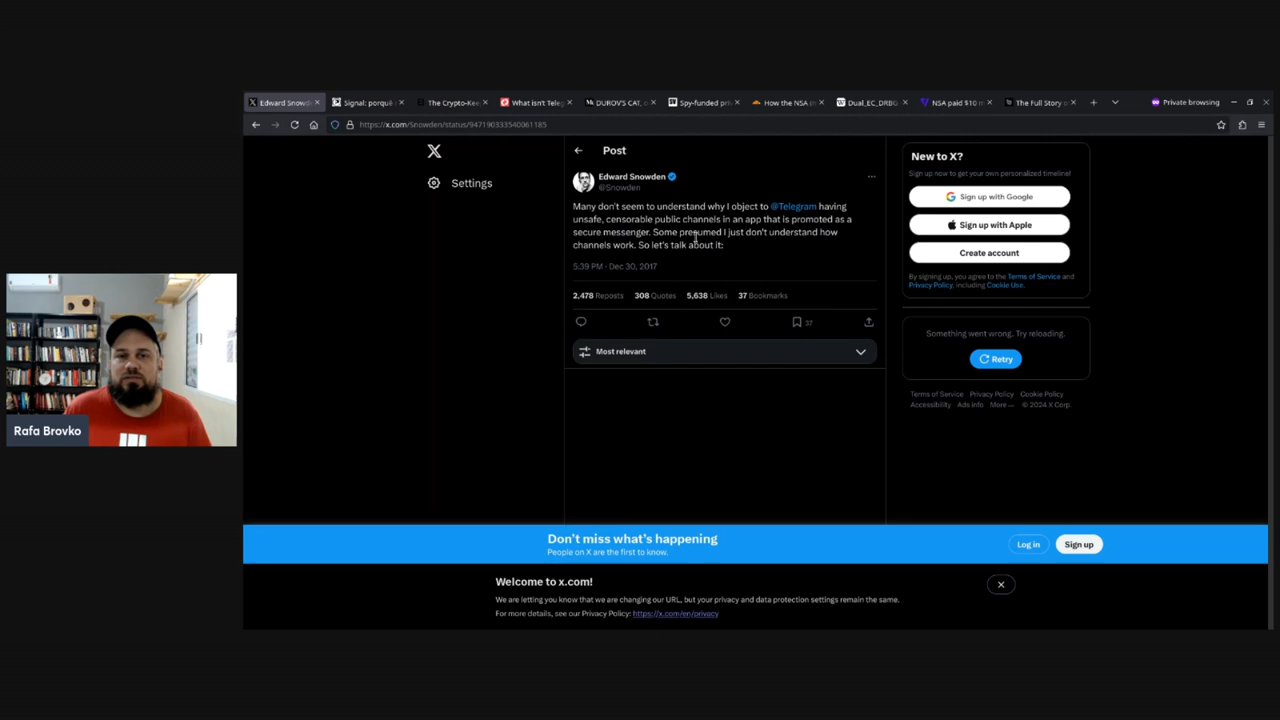 Edward Snowd
Signal: porquê
The Crypto-Kee
What isn't Teleg
DUROV'S CAT,
Spy-funded pri
How the NSA
Dual_EC_DRBG
NSA paid $10 m
The Full Story o
Private browsing
https://x.com/Snowden/status/947190333540061185
Post
Settings
Edward Snowden
@Snowden
Many don't seem to understand why I object to @Telegram having
unsafe, censorable public channels in an app that is promoted as a
secure messenger. Some presumed I just don't understand how
channels work. So let's talk about it:
5:39 PM · Dec 30, 2017
2,478 Reposts 308 Quotes 5,638 Likes 37 Bookmarks
37
Most relevant
New to X?
Sign up now to get your own personalized timeline!
Sign up with Google
Sign up with Apple
Create account
By signing up, you agree to the Terms of Service and
Privacy Policy, including Cookie Use.
Something went wrong. Try reloading.
Retry
Terms of Service Privacy Policy Cookie Policy
Accessibility Ads info More — © 2024 X Corp.
Rafa Brovko
Don't miss what's happening
People on X are the first to know.
Log in
Sign up
Welcome to x.com!
We are letting you know that we are changing our URL, but your privacy and data protection settings remain the same.
For more details, see our Privacy Policy: https://x.com/en/privacy